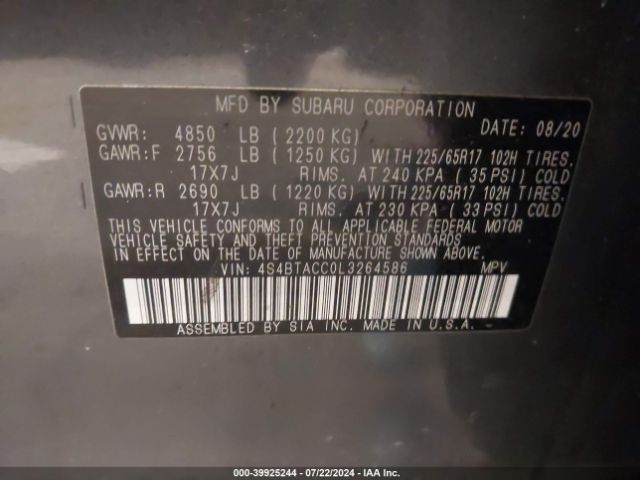 MFD BY SUBARU CORPORATION
GVWR: 4850 LB (2200 KG) DATE: 08/20
GAWR:F 2756 LB (1250 KG) WITH 225/65R17 102H TIRES.
17X7J RIMS. AT 240 KPA (35 PSI) COLD
GAWR:R 2690 LB (1220 KG) WITH 225/65R17 102H TIRES.
17X7J RIMS. AT 230 KPA (33 PSI) COLD
THIS VEHICLE CONFORMS TO ALL APPLICABLE FEDERAL MOTOR
VEHICLE SAFETY AND THEFT PREVENTION STANDARDS
IN EFFECT ON THE DATE OF MANUFACTURE SHOWN ABOVE.
VIN: 4S4BTACC0L3264586 MPV
ASSEMBLED BY SIA INC. MADE IN U.S.A.
000-39925244 - 07/22/2024 - IAA Inc.